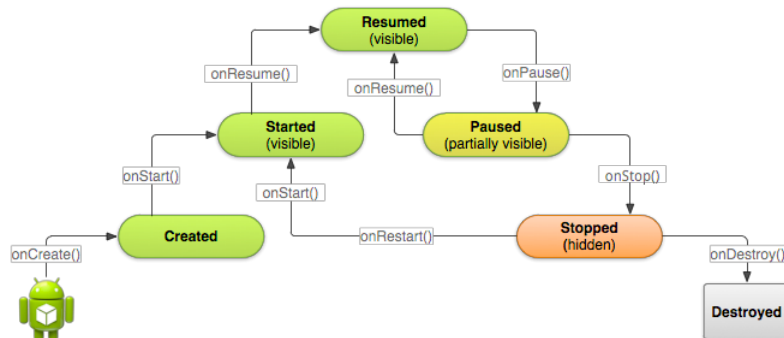 Resumed
(visible)
onResume()
onResume()
onPause()
Started
(visible)
Paused
(partially visible)
onStart()
onStart()
onStop()
Created
onRestart()
Stopped
(hidden)
onCreate()
onDestroy()
Destroyed